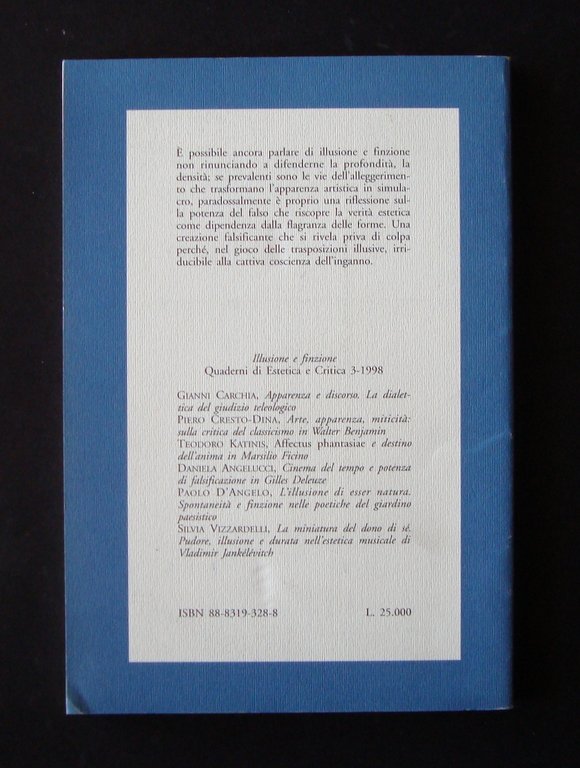 È possibile ancora parlare di illusione e finzione
non rinunciando a difenderne la profondità, la
densità; se prevalenti sono le vie dell'alleggerimen-
to che trasformano l'apparenza artistica in simula-
cro, paradossalmente è proprio una riflessione sul-
la potenza del falso che riscopre la verità estetica
come dipendenza dalla flagranza delle forme. Una
creazione falsificante che si rivela priva di colpa
perché, nel gioco delle trasposizioni illusive, irri-
ducibile alla cattiva coscienza dell'inganno.
Illusione e finzione
Quaderni di Estetica e Critica 3-1998
GIANNI CARCHIA, Apparenza e discorso. La dialet-
tica del giudizio teleologico
PIERO CRESTO-DINA, Arte, apparenza, miticità:
sulla critica del classicismo in Walter Benjamin
TEODORO KATINIS, Affectus phantasiae e destino
dell'anima in Marsilio Ficino
DANIELA ANGELUCCI, Cinema del tempo e potenza
di falsificazione in Gilles Deleuze
PAOLO D'ANGELO, L'illusione di esser natura.
Spontaneità e finzione nelle poetiche del giardino
paesistico
SILVIA VIZZARDELLI, La miniatura del dono di sé.
Pudore, illusione e durata nell'estetica musicale di
Vladimir Jankélévitch
ISBN 88-8319-328-8 L. 25.000